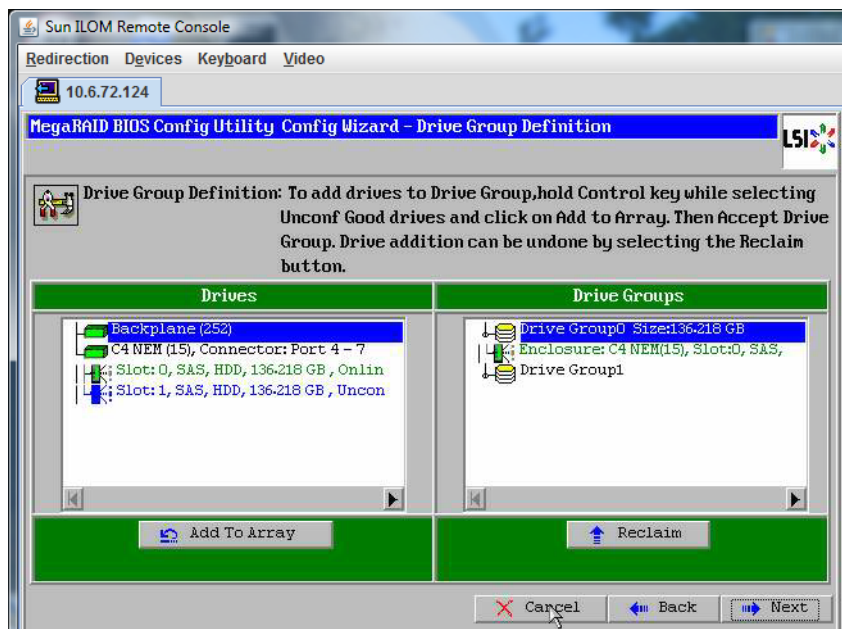 Sun ILOM Remote Console
Redirection Devices Keyboard Video
10.6.72.124
MegaRAID BIOS Config Utility Config Wizard - Drive Group Definition
LSI
Drive Group Definition: To add drives to Drive Group,hold Control key while selecting
Unconf Good drives and click on Add to Array. Then Accept Drive
Group. Drive addition can be undone by selecting the Reclaim
button.
Drives
Drive Groups
Backplane (252)
C4 NEM (15), Connector: Port 4 - 7
Slot: 0, SAS, HDD, 136.218 GB , Onlin
Slot: 1, SAS, HDD, 136.218 GB , Uncon
Drive Group0 Size:136.218 GB
Enclosure: C4 NEM(15), Slot:0, SAS,
Drive Group1
Add To Array
Reclaim
Cancel
Back
Next